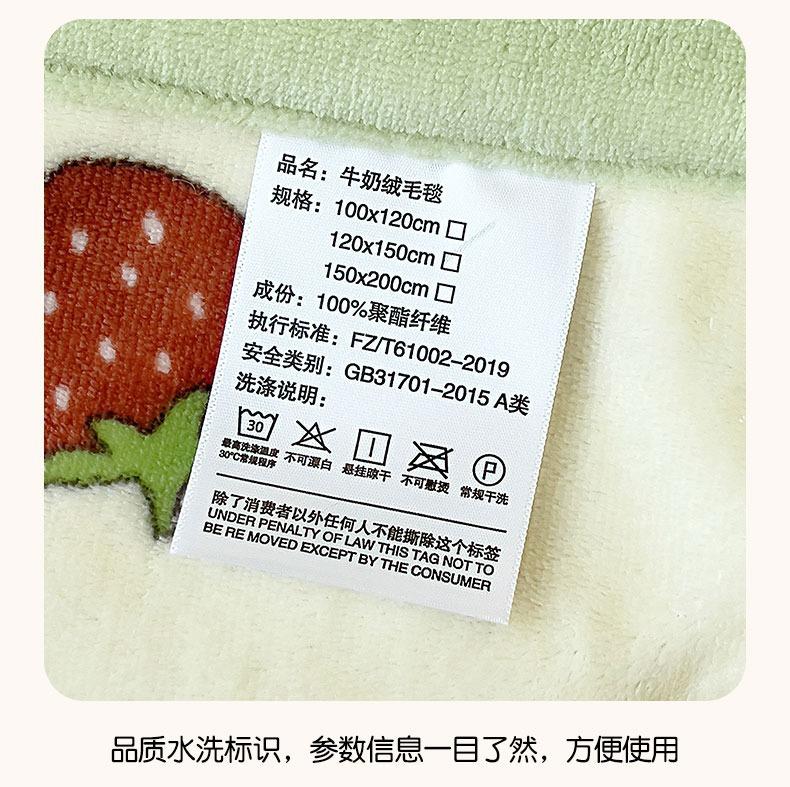 品名：牛奶绒毛毯
规格：100x120cm □
120x150cm □
150x200cm □
成份：100%聚酯纤维
执行标准：FZ/T61002-2019
安全类别：GB31701-2015 A类
洗涤说明：
30
P
最高洗涤温度
30℃常规程序
不可漂白
悬挂晾干
不可熨烫
常规干洗
除了消费者以外任何人不能撕除这个标签
UNDER PENALTY OF LAW THIS TAG NOT TO
BE RE MOVED EXCEPT BY THE CONSUMER
品质水洗标识，参数信息一目了然，方便使用